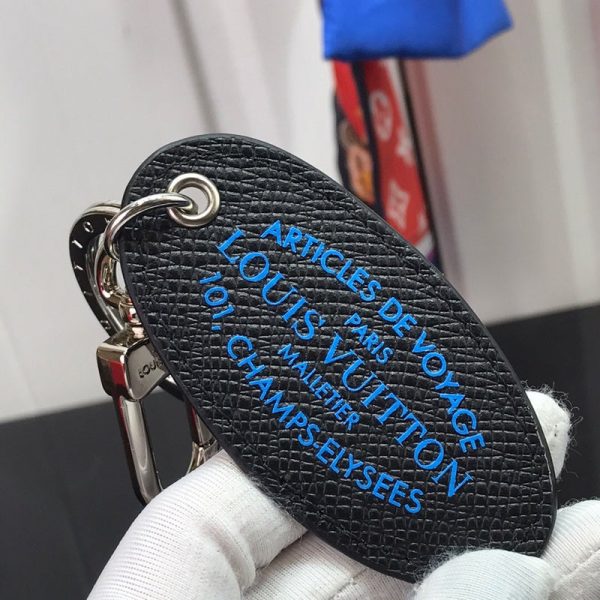 ARTICLES DE VOYAGE
LOUIS VUITTON
PARIS
MALLETIER
101, CHAMPS-ELYSEES